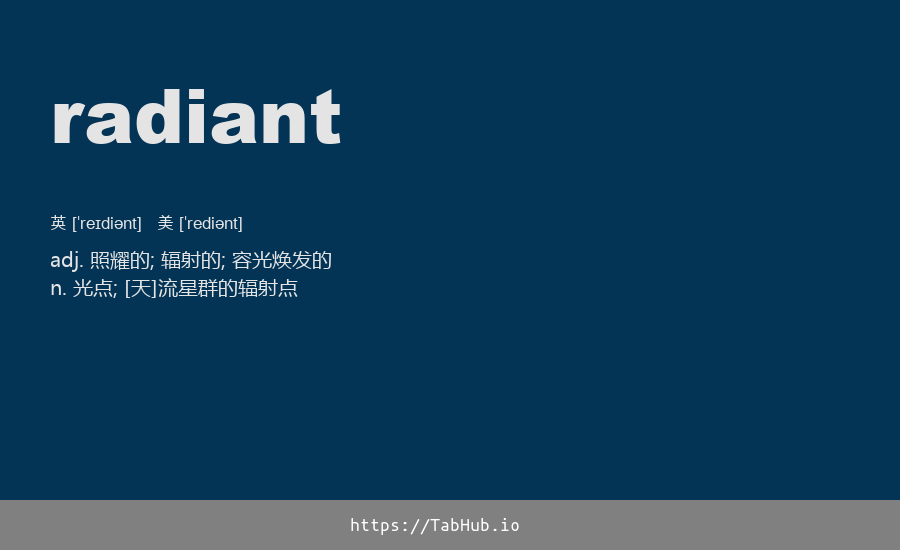 radiant
英 [ˈreɪdiənt] 美 [ˈrediənt]
adj. 照耀的; 辐射的; 容光焕发的
n. 光点; [天]流星群的辐射点
https://TabHub.io